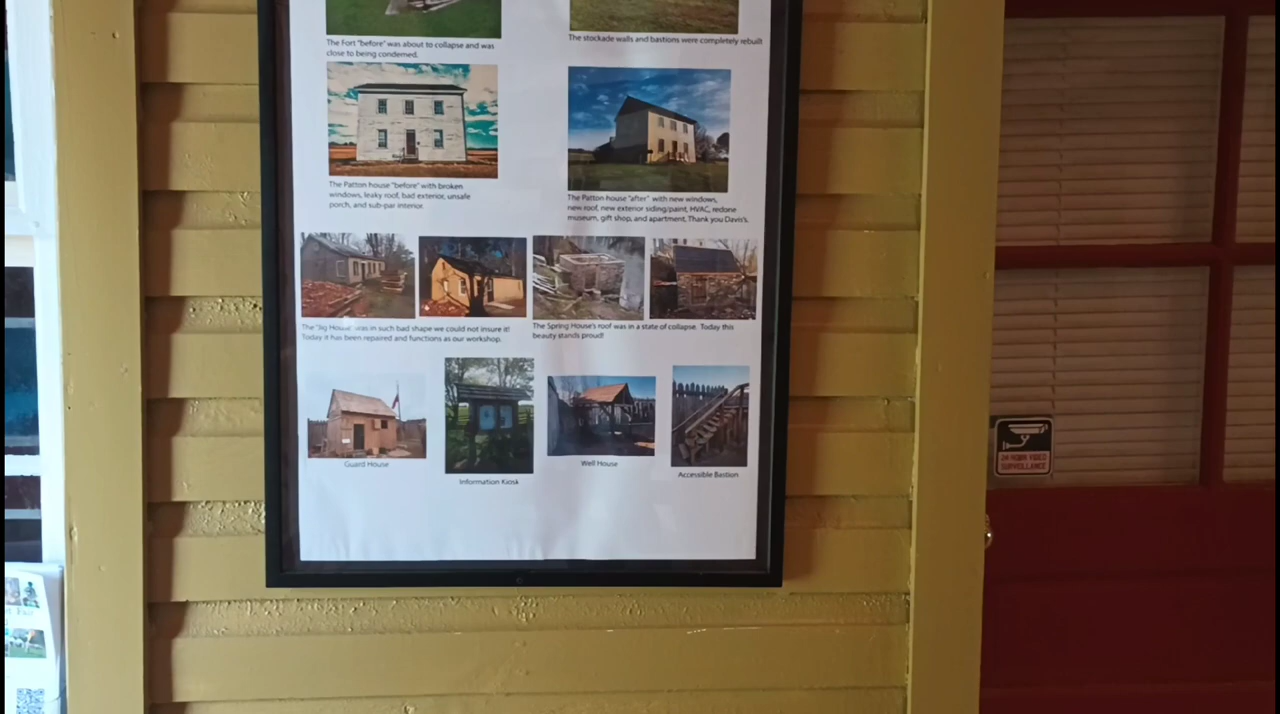 The Fort "before" was about to collapse and was
close to being condemned.
The stockade walls and bastions were completely rebuilt
The Patton house "before" with broken
windows, leaky roof, bad exterior, unsafe
porch, and sub-par interior.
The Patton house "after" with new windows,
new roof, new exterior siding/paint, HVAC, redone
museum, gift shop, and apartment, Thank you Davis's.
The "Jig House" was in such bad shape we could not insure it!
Today it has been repaired and functions as our workshop.
The Spring House's roof was in a state of collapse. Today this
beauty stands proud!
Guard House
Information Kiosk
Well House
Accessible Bastion
24 HOUR VIDEO
SURVEILLANCE